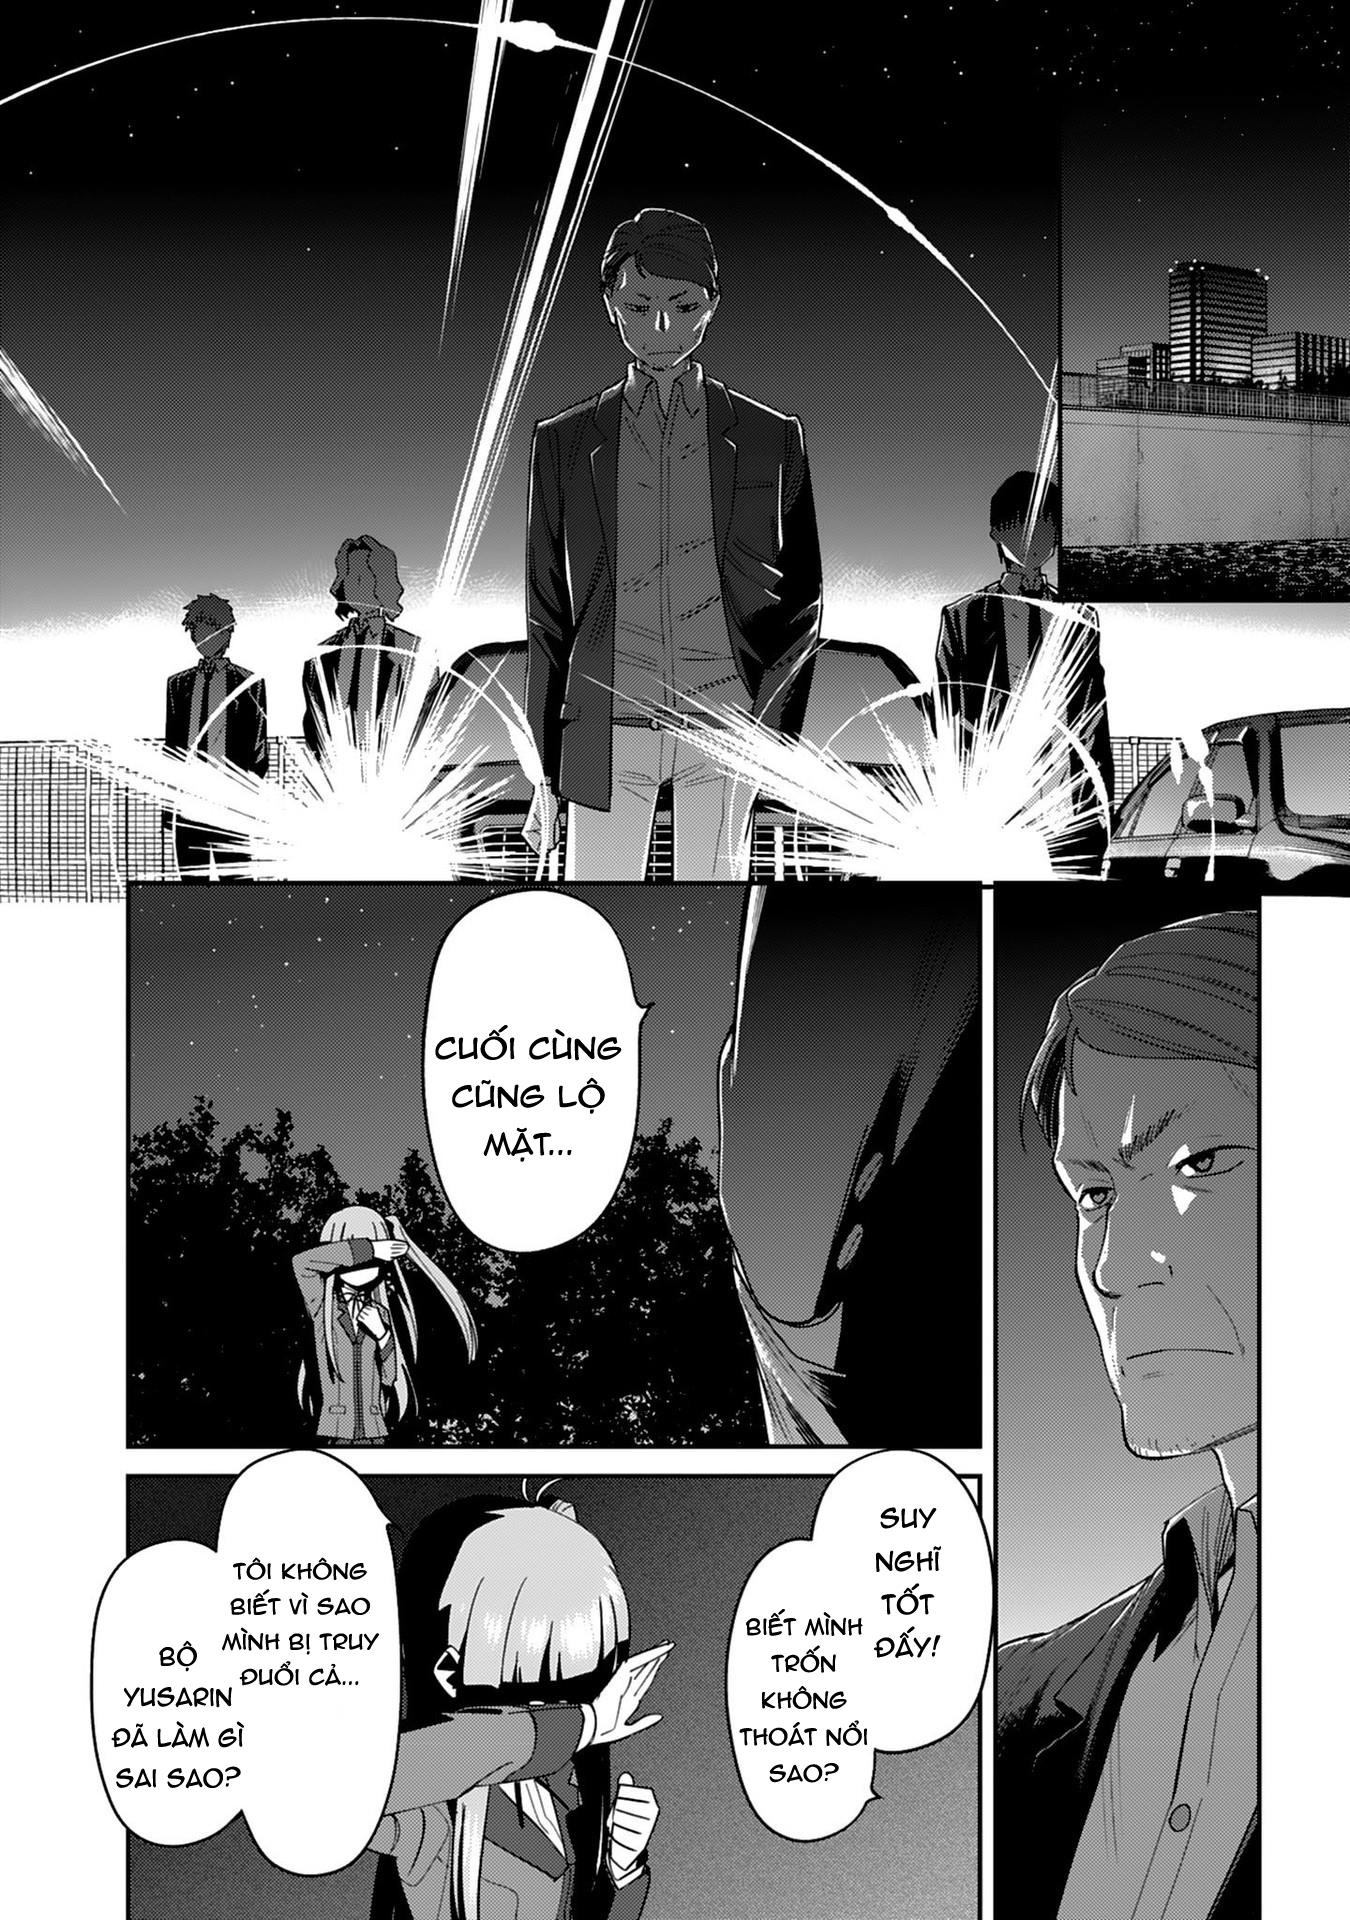 CUỐI CÙNG
CŨNG LỘ
MẶT...
SUY
NGHĨ
TỐT
ĐẤY!
BIẾT MÌNH
TRỐN
KHÔNG
THOÁT NỔI
SAO?
TÔI KHÔNG
BIẾT VÌ SAO
MÌNH BỊ TRUY
ĐUỔI CẢ...
BỘ
YUSARIN
ĐÃ LÀM GÌ
SAI SAO?